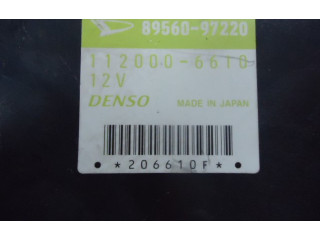 89560-97220
112000-6610
12V
DENSO MADE IN JAPAN
*206610F*